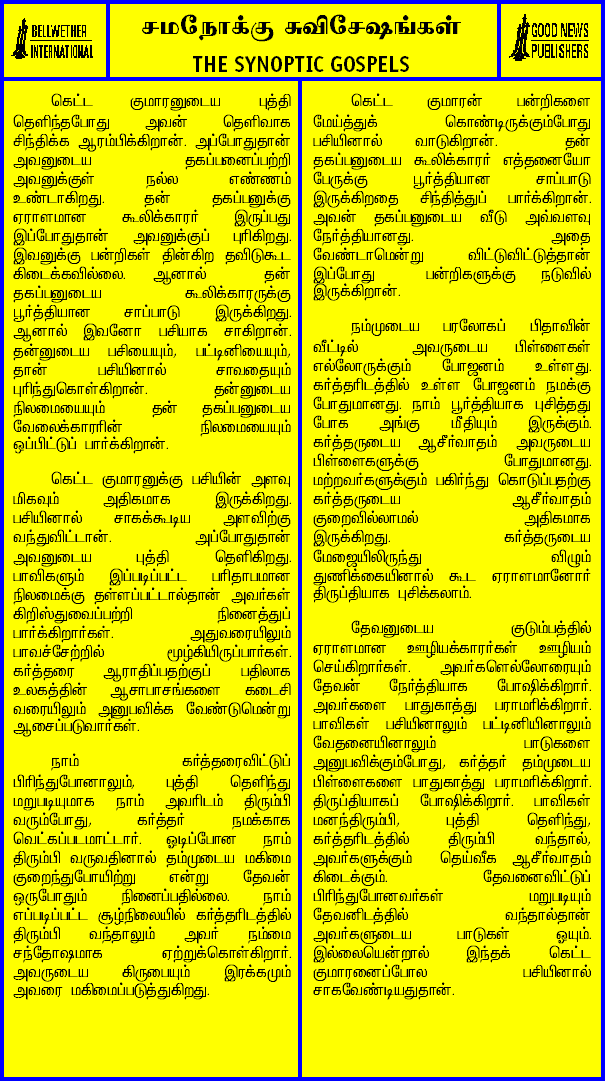 BELLWETHER
INTERNATIONAL
சமநோக்கு சுவிசேஷங்கள்
THE SYNOPTIC GOSPELS
GOOD NEWS
PUBLISHERS
கெட்ட குமாரனுடைய புத்தி
தெளிந்தபோது அவன் தெளிவாக
சிந்திக்க ஆரம்பிக்கிறான். அப்போதுதான்
அவனுடைய தகப்பனைப்பற்றி
அவனுக்குள் நல்ல எண்ணம்
உண்டாகிறது. தன் தகப்பனுக்கு
ஏராளமான கூலிக்காரர் இருப்பது
இப்போதுதான் அவனுக்குப் புரிகிறது.
இவனுக்கு பன்றிகள் தின்கிற தவிடுகூட
கிடைக்கவில்லை. ஆனால் தன்
தகப்பனுடைய கூலிக்காரருக்கு
பூர்த்தியான சாப்பாடு இருக்கிறது.
ஆனால் இவனோ பசியாக சாகிறான்.
தன்னுடைய பசியையும், பட்டினியையும்,
தான் பசியினால் சாவதையும்
புரிந்துகொள்கிறான். தன்னுடைய
நிலமையையும் தன் தகப்பனுடைய
வேலைக்காரரின் நிலமையையும்
ஒப்பிட்டுப் பார்க்கிறான்.
கெட்ட குமாரனுக்கு பசியின் அளவு
மிகவும் அதிகமாக இருக்கிறது.
பசியினால் சாகக்கூடிய அளவிற்கு
வந்துவிட்டான். அப்போதுதான்
அவனுடைய புத்தி தெளிகிறது.
பாவிகளும் இப்படிப்பட்ட பரிதாபமான
நிலமைக்கு தள்ளப்பட்டால்தான் அவர்கள்
கிறிஸ்துவைப்பற்றி நினைத்துப்
பார்க்கிறார்கள். அதுவரையிலும்
பாவச்சேற்றில் மூழ்கியிருப்பார்கள்.
கர்த்தரை ஆராதிப்பதற்குப் பதிலாக
உலகத்தின் ஆசாபாசங்களை கடைசி
வரையிலும் அனுபவிக்க வேண்டுமென்று
ஆசைப்படுவார்கள்.
நாம் கர்த்தரைவிட்டுப்
பிரிந்துபோனாலும், புத்தி தெளிந்து
மறுபடியுமாக நாம் அவரிடம் திரும்பி
வரும்போது, கர்த்தர் நமக்காக
வெட்கப்படமாட்டார். ஓடிப்போன நாம்
திரும்பி வருவதினால் தம்முடைய மகிமை
குறைந்துபோயிற்று என்று தேவன்
ஒருபோதும் நினைப்பதில்லை. நாம்
எப்படிப்பட்ட சூழ்நிலையில் கர்த்தரிடத்தில்
திரும்பி வந்தாலும் அவர் நம்மை
சந்தோஷமாக ஏற்றுக்கொள்கிறார்.
அவருடைய கிருபையும் இரக்கமும்
அவரை மகிமைப்படுத்துகிறது.
கெட்ட குமாரன் பன்றிகளை
மேய்த்துக் கொண்டிருக்கும்போது
பசியினால் வாடுகிறான். தன்
தகப்பனுடைய கூலிக்காரர் எத்தனையோ
பேருக்கு பூர்த்தியான சாப்பாடு
இருக்கிறதை சிந்தித்துப் பார்க்கிறான்.
அவன் தகப்பனுடைய வீடு அவ்வளவு
நேர்த்தியானது. அதை
வேண்டாமென்று விட்டுவிட்டுத்தான்
இப்போது பன்றிகளுக்கு நடுவில்
இருக்கிறான்.
நம்முடைய பரலோகப் பிதாவின்
வீட்டில் அவருடைய பிள்ளைகள்
எல்லோருக்கும் போஜனம் உள்ளது.
கர்த்தரிடத்தில் உள்ள போஜனம் நமக்கு
போதுமானது. நாம் பூர்த்தியாக புசித்தது
போக அங்கு மீதியும் இருக்கும்.
கர்த்தருடைய ஆசீர்வாதம் அவருடைய
பிள்ளைகளுக்கு போதுமானது.
மற்றவர்களுக்கும் பகிர்ந்து கொடுப்பதற்கு
கர்த்தருடைய ஆசீர்வாதம்
குறைவில்லாமல் அதிகமாக
இருக்கிறது. கர்த்தருடைய
மேஜையிலிருந்து விழும்
துணிக்கையினால் கூட ஏராளமானோர்
திருப்தியாக புசிக்கலாம்.
தேவனுடைய குடும்பத்தில்
ஏராளமான ஊழியக்காரர்கள் ஊழியம்
செய்கிறார்கள். அவர்களெல்லோரையும்
தேவன் நேர்த்தியாக போஷிக்கிறார்.
அவர்களை பாதுகாத்து பராமரிக்கிறார்.
பாவிகள் பசியினாலும் பட்டினியினாலும்
வேதனையினாலும் பாடுகளை
அனுபவிக்கும்போது, கர்த்தர் தம்முடைய
பிள்ளைகளை பாதுகாத்து பராமரிக்கிறார்.
திருப்தியாகப் போஷிக்கிறார். பாவிகள்
மனந்திரும்பி, புத்தி தெளிந்து,
கர்த்தரிடத்தில் திரும்பி வந்தால்,
அவர்களுக்கும் தெய்வீக ஆசீர்வாதம்
கிடைக்கும். தேவனைவிட்டுப்
பிரிந்துபோனவர்கள் மறுபடியும்
தேவனிடத்தில் வந்தால்தான்
அவர்களுடைய பாடுகள் ஓயும்.
இல்லையென்றால் இந்தக் கெட்ட
குமாரனைப்போல பசியினால்
சாகவேண்டியதுதான்.